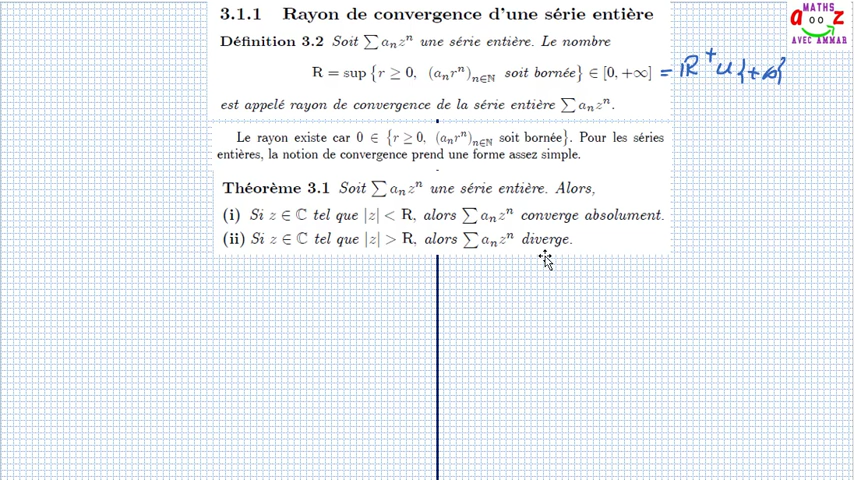 3.1.1 Rayon de convergence d'une série entière
MATHS
a o o z
AVEC AMMAR
Définition 3.2 Soit ∑ aₙzⁿ une série entière. Le nombre
R = sup {r ≥ 0, (aₙrⁿ)ₙ∈ℕ soit bornée} ∈ [0, +∞] = ℝ⁺ ∪ {+∞}
est appelé rayon de convergence de la série entière ∑ aₙzⁿ.
Le rayon existe car 0 ∈ {r ≥ 0, (aₙrⁿ)ₙ∈ℕ soit bornée}. Pour les séries
entières, la notion de convergence prend une forme assez simple.
Théorème 3.1 Soit ∑ aₙzⁿ une série entière. Alors,
(i) Si z ∈ ℂ tel que |z| < R, alors ∑ aₙzⁿ converge absolument.
(ii) Si z ∈ ℂ tel que |z| > R, alors ∑ aₙzⁿ diverge.